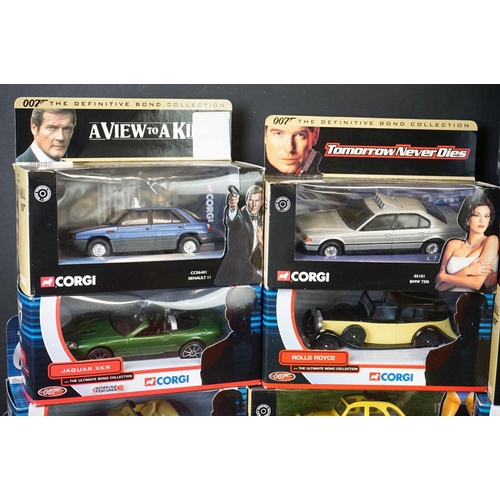 007 THE DEFINITIVE BOND COLLECTION
A VIEW TO A KI
CORGI
CORGI
CC06401
RENAULT 11
007 THE DEFINITIVE BOND COLLECTION
Tomorrow Never Dies
CORGI
05101
BMW 750i
JAGUAR XKR
THE ULTIMATE BOND COLLECTION
007
WORKING FEATURES
CORGI
ROLLS ROYCE
THE ULTIMATE BOND COLLECTION
CORGI
007